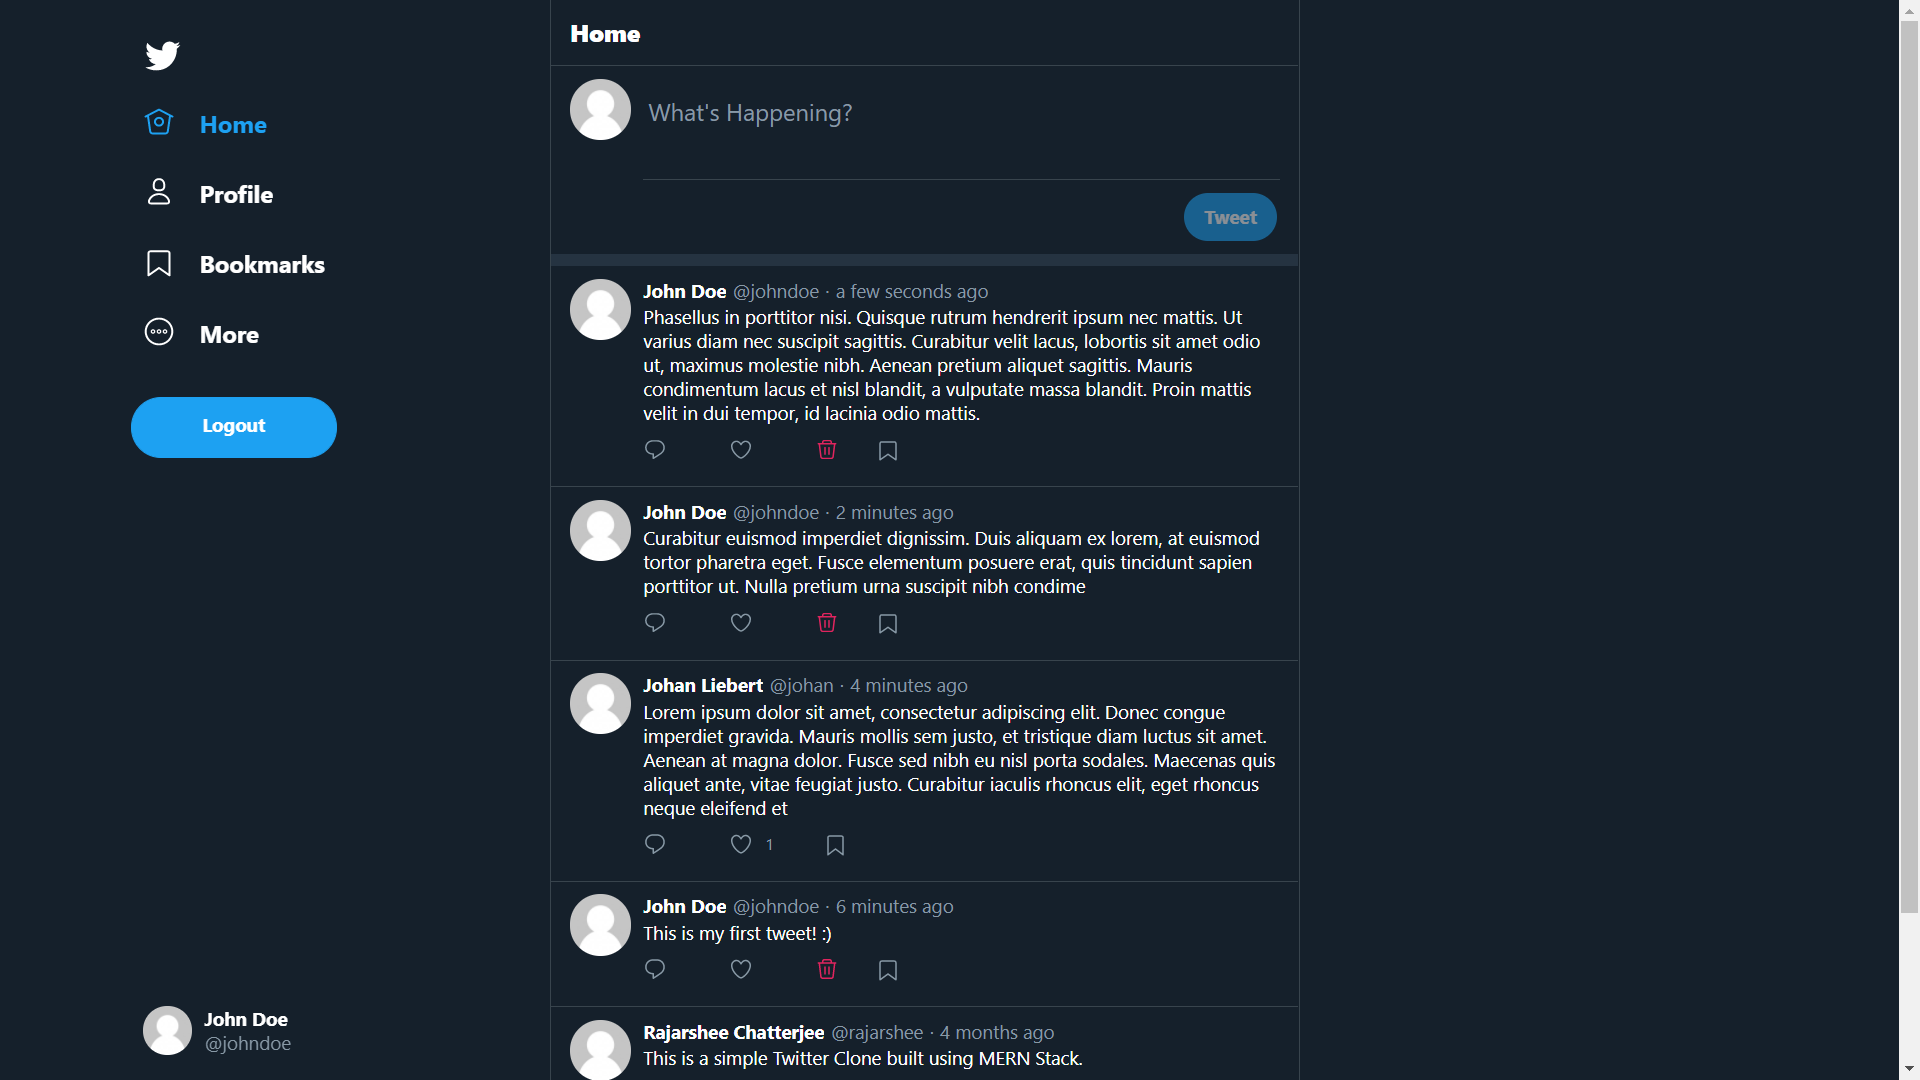 Home
Profile
Bookmarks
More
Logout
John Doe
@johndoe
Home
What's Happening?
Tweet
John Doe @johndoe · a few seconds ago
Phasellus in porttitor nisi. Quisque rutrum hendrerit ipsum nec mattis. Ut
varius diam nec suscipit sagittis. Curabitur velit lacus, lobortis sit amet odio
ut, maximus molestie nibh. Aenean pretium aliquet sagittis. Mauris
condimentum lacus et nisl blandit, a vulputate massa blandit. Proin mattis
velit in dui tempor, id lacinia odio mattis.
John Doe @johndoe · 2 minutes ago
Curabitur euismod imperdiet dignissim. Duis aliquam ex lorem, at euismod
tortor pharetra eget. Fusce elementum posuere erat, quis tincidunt sapien
porttitor ut. Nulla pretium urna suscipit nibh condime
Johan Liebert @johan · 4 minutes ago
Lorem ipsum dolor sit amet, consectetur adipiscing elit. Donec congue
imperdiet gravida. Mauris mollis sem justo, et tristique diam luctus sit amet.
Aenean at magna dolor. Fusce sed nibh eu nisl porta sodales. Maecenas quis
aliquet ante, vitae feugiat justo. Curabitur iaculis rhoncus elit, eget rhoncus
neque eleifend et
1
John Doe @johndoe · 6 minutes ago
This is my first tweet! :)
Rajarshee Chatterjee @rajarshee · 4 months ago
This is a simple Twitter Clone built using MERN Stack.